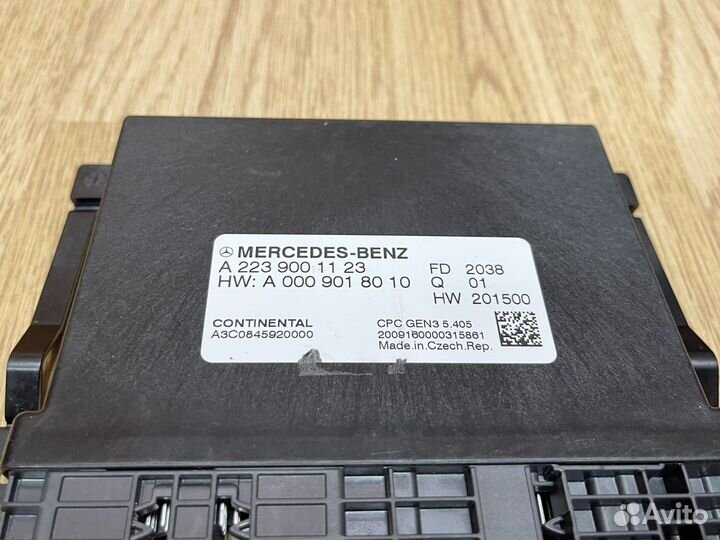 MERCEDES-BENZ
A 223 900 11 23 FD 2038
HW: A 000 901 80 10 Q 01
HW 201500
CONTINENTAL CPC GEN3 5.405
A3C0845920000 2009160000315861
Made.in.Czech.Rep.
Avito